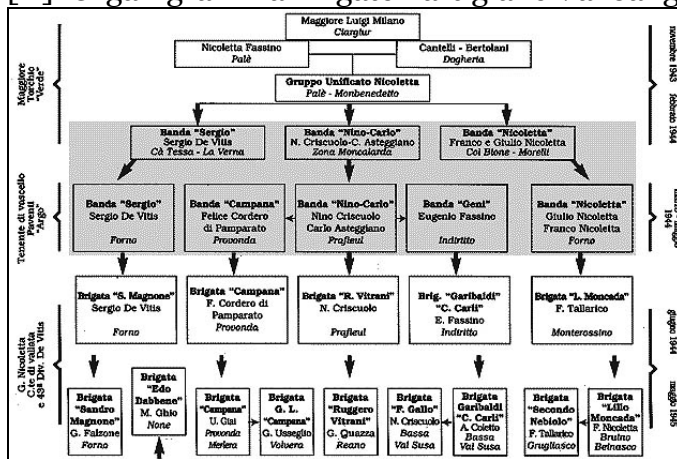 Maggiore Luigi Milano
Ciargiur
Nicoletta Fassino
Palè
Cantelli - Bertolani
Dogheria
Gruppo Unificato Nicoletta
Palè - Monbenedetto
Maggiore
Torchio
"Verde"
novembre 1943
febbraio 1944
Banda "Sergio"
Sergio De Vitis
Cà Tessa - La Verna
Banda "Nino-Carlo"
N. Criscuolo-C. Asteggiano
Zona Moncalarda
Banda "Nicoletta"
Franco e Giulio Nicoletta
Col Bione - Morelli
Tenente di vascello
Paventi
"Argo"
1944
Banda "Sergio"
Sergio De Vitis
Forno
Banda "Campana"
Felice Cordero
di Pamparato
Provonda
Banda "Nino-Carlo"
Nino Criscuolo
Carlo Asteggiano
Prafieul
Banda "Geni"
Eugenio Fassino
Indiritto
Banda "Nicoletta"
Giulio Nicoletta
Franco Nicoletta
Forno
Brigata "S. Magnone"
Sergio De Vitis
Forno
Brigata "Campana"
F. Cordero di
Pamparato
Provonda
Brigata "R. Vitrani"
N. Criscuolo
Prafieul
Brig. "Garibaldi"
"C. Carli"
E. Fassino
Indiritto
Brigata "L. Moncada"
F. Tallarico
Monterossino
G. Nicoletta
C.te di vallata
e 43ª Div. De Vitis
giugno 1944
maggio 1945
Brigata
"Sandro
Magnone"
G. Falzone
Forno
Brigata
"Edo
Dabbene"
M. Ghio
None
Brigata
"Campana"
U. Giai
Provonda
Merlera
Brigata
G. L.
"Campana"
G. Usseglio
Volvera
Brigata
"Ruggero
Vitrani"
G. Quazza
Reano
Brigata
"F. Gallo"
N. Criscuolo
Bassa
Val Susa
Brigata
Garibaldi
"C. Carli"
A. Coletto
Bassa
Val Susa
Brigata
"Secondo
Nebiolo"
F. Tallarico
Grugliasco
Brigata
"Lillo
Moncada"
F. Nicoletta
Bruino
Beinasco